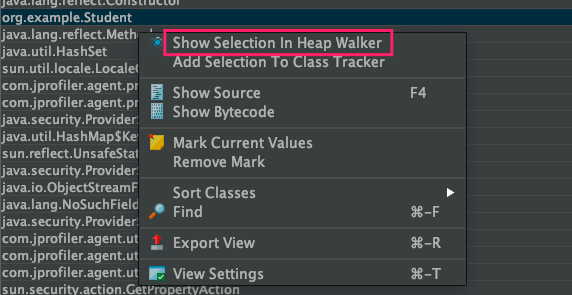 java.lang.reflect.Constructor
org.example.Student
java.lang.reflect.Metho
java.util.HashSet
sun.util.locale.LocaleO
com.jprofiler.agent.pr
com.jprofiler.agent.pr
java.security.Provider
java.util.HashMap$Key
sun.reflect.UnsafeStat
java.security.Provider
java.io.ObjectStreamF
java.lang.NoSuchField
java.security.Provider
com.jprofiler.agent.ut
com.jprofiler.agent.ut
com.jprofiler.agent.ut
sun.security.action.GetPropertyAction
Show Selection In Heap Walker
Add Selection To Class Tracker
Show Source F4
Show Bytecode
Mark Current Values
Remove Mark
Sort Classes
Find ⌘-F
Export View ⌘-R
View Settings ⌘-T